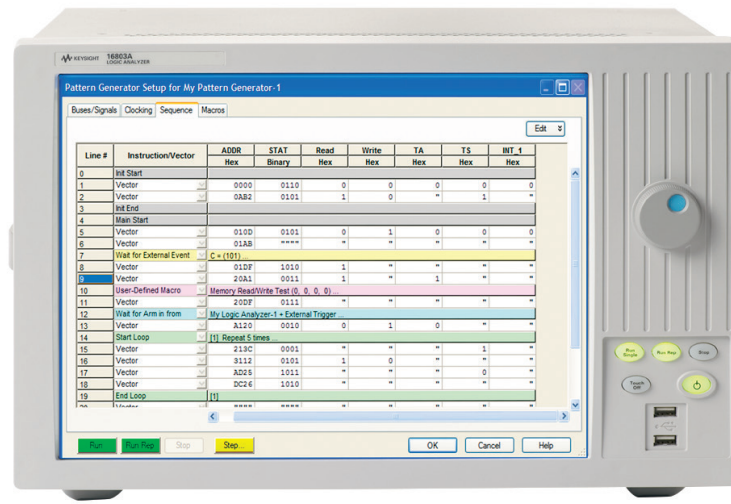 KEYSIGHT 16803A
LOGIC ANALYZER
Pattern Generator Setup for My Pattern Generator-1
Buses/Signals Clocking Sequence Macros
Edit
Line # Instruction/Vector ADDR STAT Read Write TA TS INT_1
Hex Binary Hex Hex Hex Hex Hex
0 Init Start
1 Vector 0000 0110 0 0 0 0 0
2 Vector 0AB2 0101 1 0 " 1 "
3 Init End
4 Main Start
5 Vector 010D 0101 0 1 0 0 0
6 Vector 01AB """" " " " " "
7 Wait for External Event C = (101) ...
8 Vector 01DF 1010 1 " " " "
9 Vector 20A1 0011 1 " 1 " "
10 User-Defined Macro Memory Read/Write Test (0, 0, 0, 0) ...
11 Vector 20DF 0111 " " " " "
12 Wait for Arm in from My Logic Analyzer-1 + External Trigger ...
13 Vector A120 0010 0 1 0 " "
14 Start Loop [1] Repeat 5 times ...
15 Vector 213C 0001 " " " 1 "
16 Vector 3112 0101 1 0 " " "
17 Vector AD25 1011 " " " 0 "
18 Vector DC26 1010 " " " " "
19 End Loop [1]
20 Vector """" """" " " " " "
Run Run Rep Stop Step... OK Cancel Help
Run Single Run Rep Stop
Touch Off